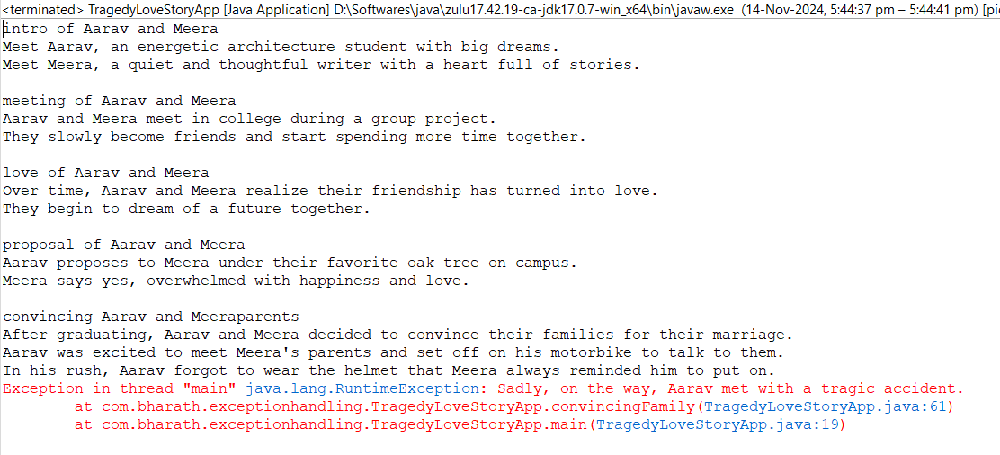 <terminated> TragedyLoveStoryApp [Java Application] D:\Softwares\java\zulu17.42.19-ca-jdk17.0.7-win_x64\bin\javaw.exe (14-Nov-2024, 5:44:37 pm – 5:44:41 pm) [pi
intro of Aarav and Meera
Meet Aarav, an energetic architecture student with big dreams.
Meet Meera, a quiet and thoughtful writer with a heart full of stories.
meeting of Aarav and Meera
Aarav and Meera meet in college during a group project.
They slowly become friends and start spending more time together.
love of Aarav and Meera
Over time, Aarav and Meera realize their friendship has turned into love.
They begin to dream of a future together.
proposal of Aarav and Meera
Aarav proposes to Meera under their favorite oak tree on campus.
Meera says yes, overwhelmed with happiness and love.
convincing Aarav and Meeraparents
After graduating, Aarav and Meera decided to convince their families for their marriage.
Aarav was excited to meet Meera's parents and set off on his motorbike to talk to them.
In his rush, Aarav forgot to wear the helmet that Meera always reminded him to put on.
Exception in thread "main" java.lang.RuntimeException: Sadly, on the way, Aarav met with a tragic accident.
at com.bharath.exceptionhandling.TragedyLoveStoryApp.convincingFamily(TragedyLoveStoryApp.java:61)
at com.bharath.exceptionhandling.TragedyLoveStoryApp.main(TragedyLoveStoryApp.java:19)